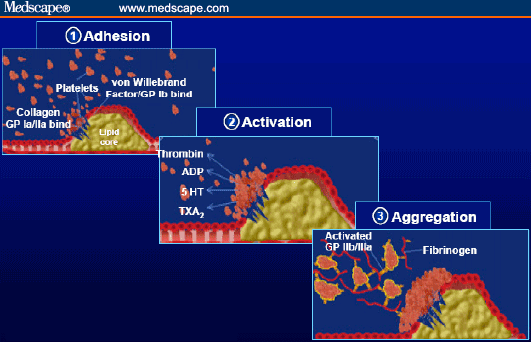 Medscape® www.medscape.com
① Adhesion
Platelets
von Willebrand
Factor/GP Ib bind
Collagen
GP Ia/IIa bind
Lipid
core
② Activation
Thrombin
ADP
5 HT
TXA₂
③ Aggregation
Activated
GP IIb/IIIa
Fibrinogen